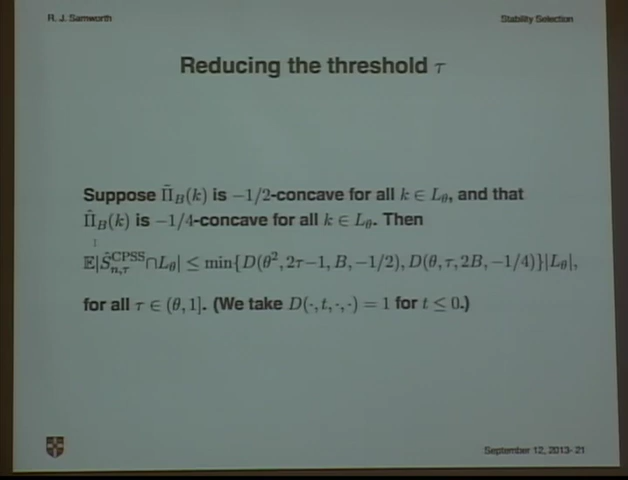 R. J. Samworth
Stability Selection
Reducing the threshold τ
Suppose Π̃_B(k) is −1/2-concave for all k ∈ L_θ, and that
Π̂_B(k) is −1/4-concave for all k ∈ L_θ. Then
𝔼|Ŝ^CPSS_{n,τ} ∩ L_θ| ≤ min{D(θ², 2τ−1, B, −1/2), D(θ, τ, 2B, −1/4)}|L_θ|,
for all τ ∈ (θ, 1]. (We take D(·, t, ·, ·) = 1 for t ≤ 0.)
September 12, 2013- 21